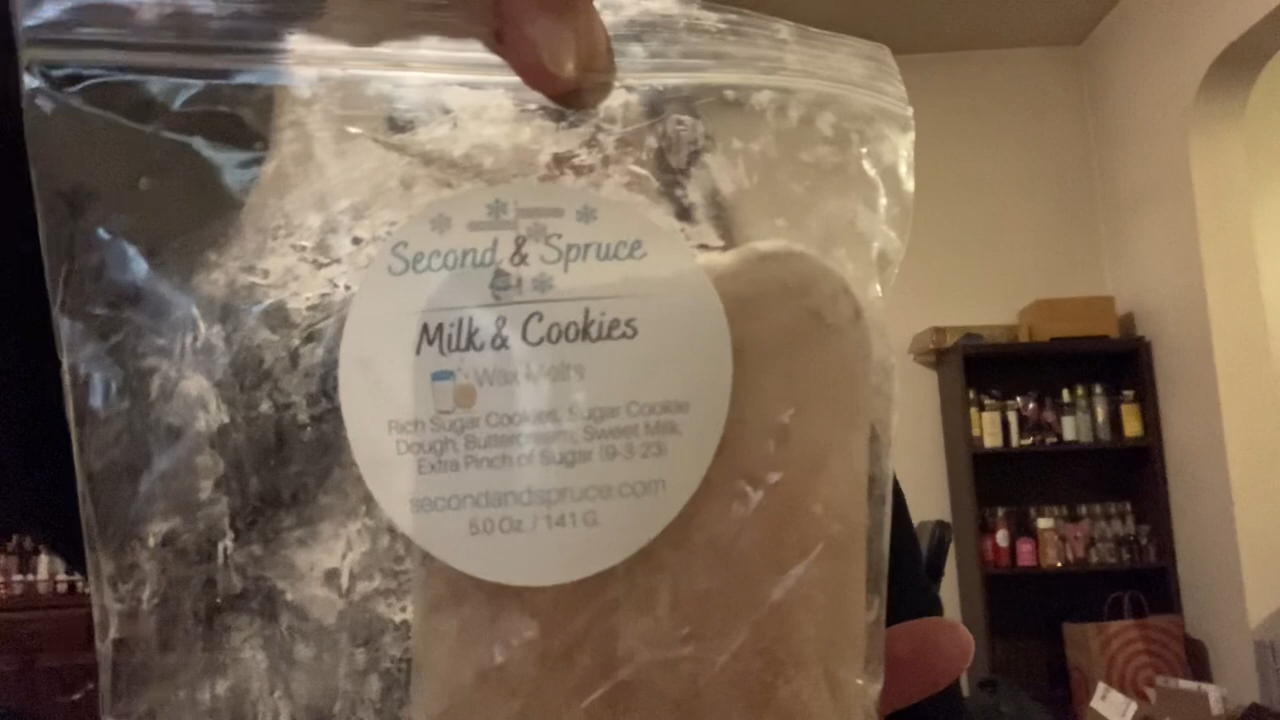 Second & Spruce
Milk & Cookies
Wax Melts
Rich Sugar Cookies, Sugar Cookie
Dough, Buttercream, Sweet Milk,
Extra Pinch of Sugar (9-3-23)
secondandspruce.com
5.0 Oz. / 141 G.